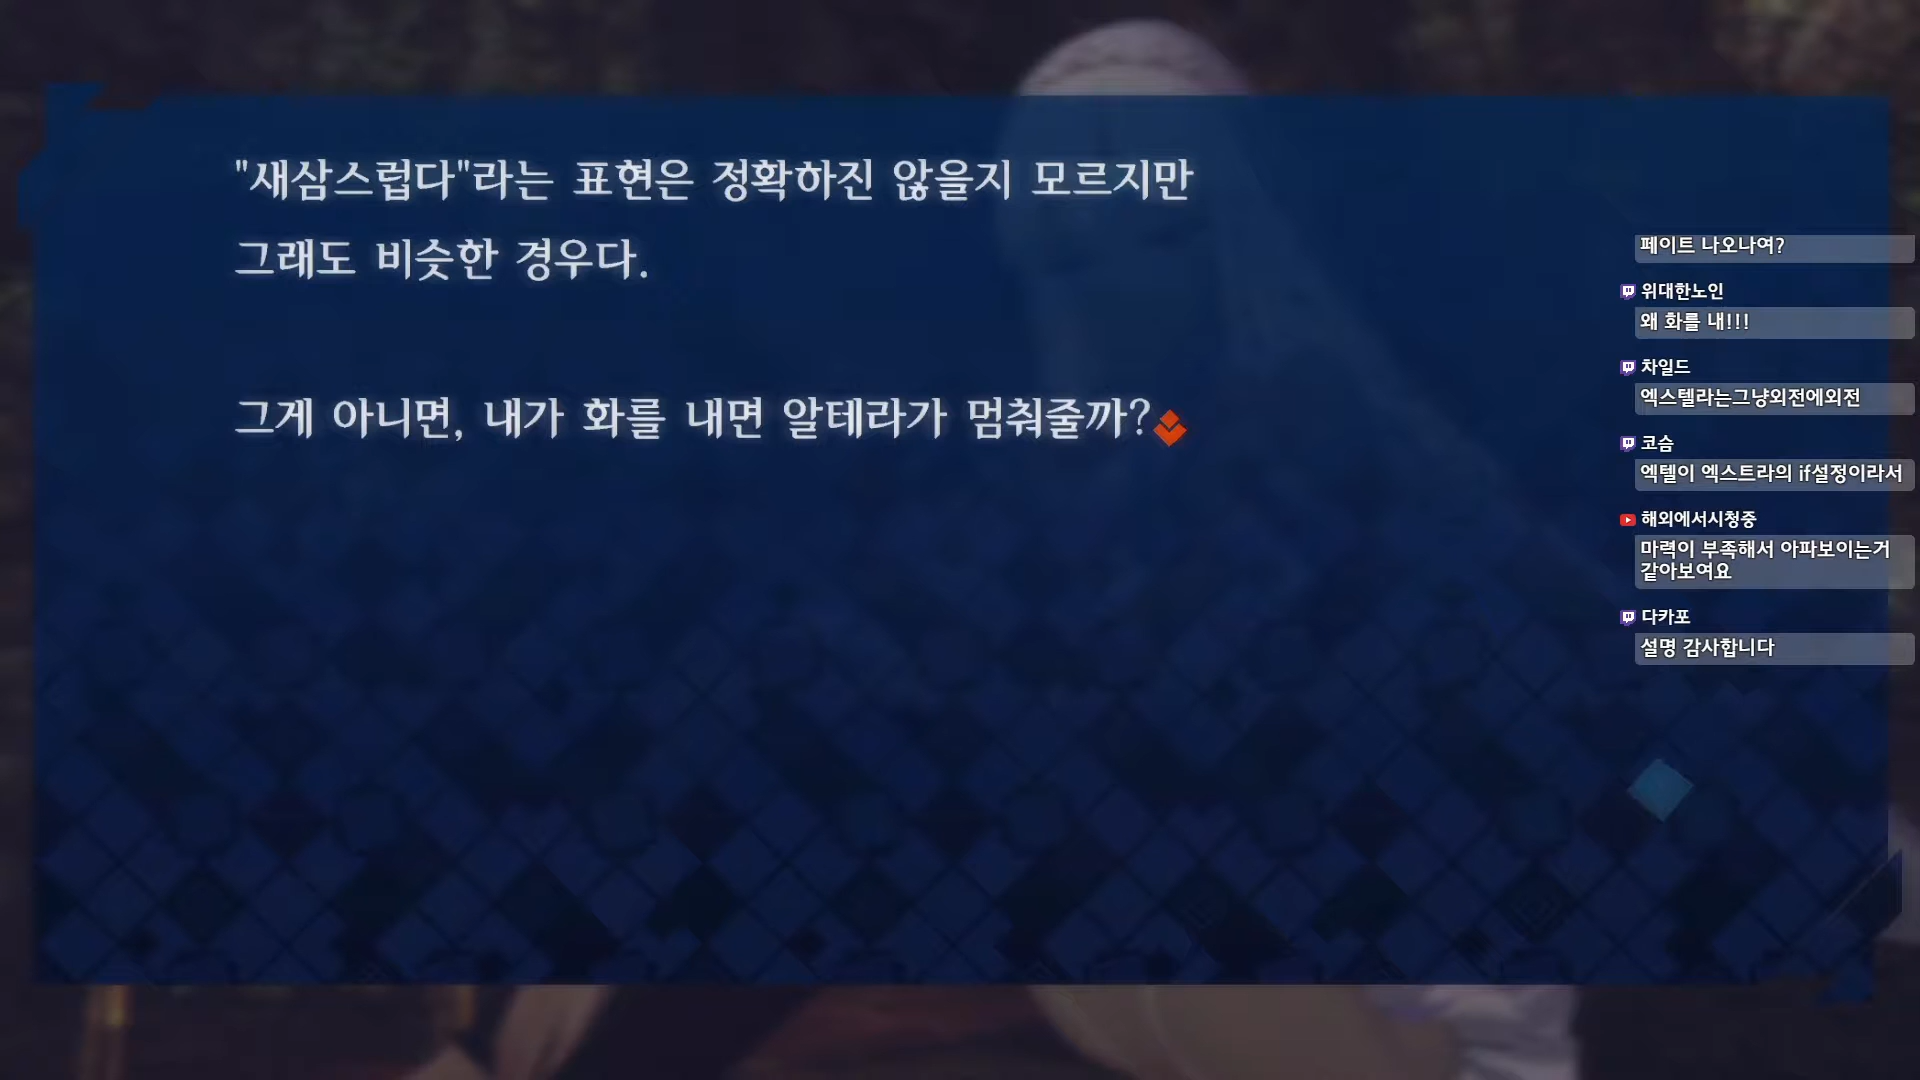 "새삼스럽다"라는 표현은 정확하진 않을지 모르지만
그래도 비슷한 경우다.
그게 아니면, 내가 화를 내면 알테라가 멈춰줄까?
페이트 나오나여?
위대한노인
왜 화를 내!!!
차일드
엑스텔라는그냥외전에외전
코슴
엑텔이 엑스트라의 if설정이라서
해외에서시청중
마력이 부족해서 아파보이는거
같아보여요
다카포
설명 감사합니다